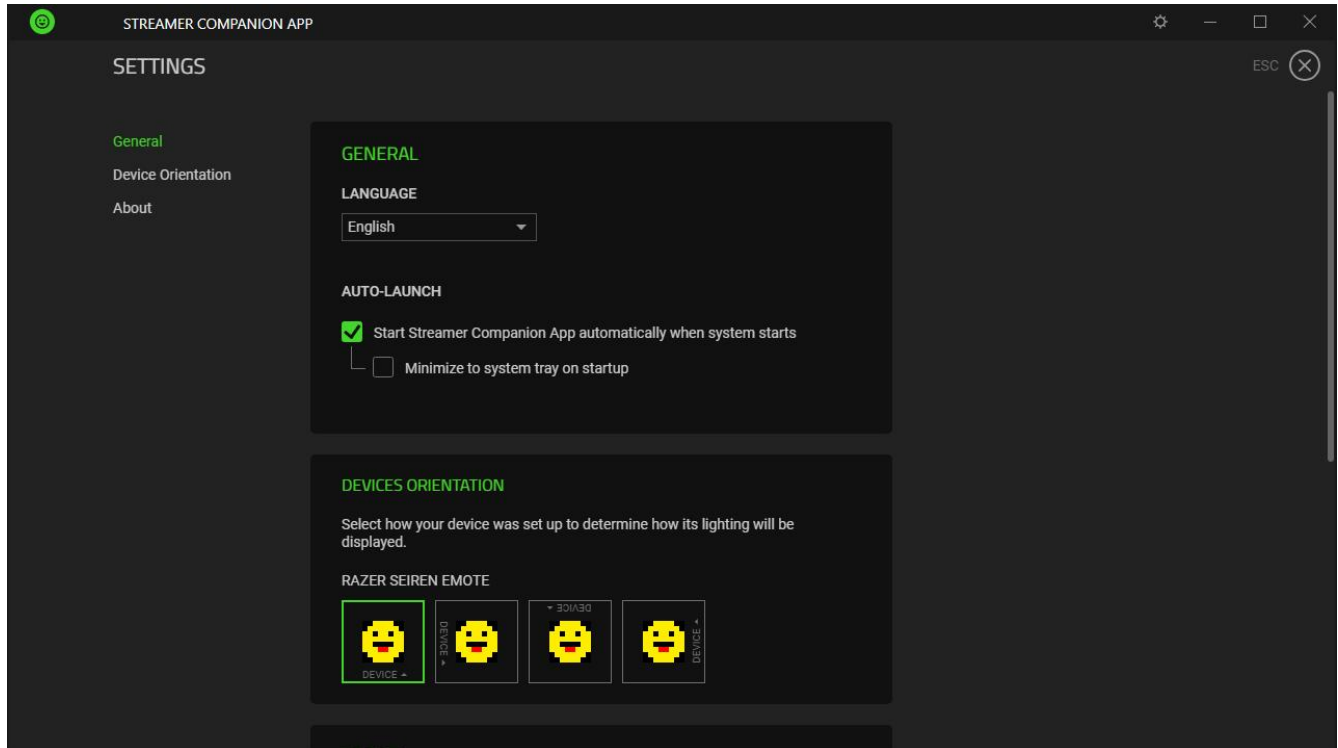 STREAMER COMPANION APP
SETTINGS
ESC
General
Device Orientation
About
GENERAL
LANGUAGE
English
AUTO-LAUNCH
Start Streamer Companion App automatically when system starts
Minimize to system tray on startup
DEVICES ORIENTATION
Select how your device was set up to determine how its lighting will be
displayed.
RAZER SEIREN EMOTE
DEVICE
DEVICE
DEVICE
DEVICE